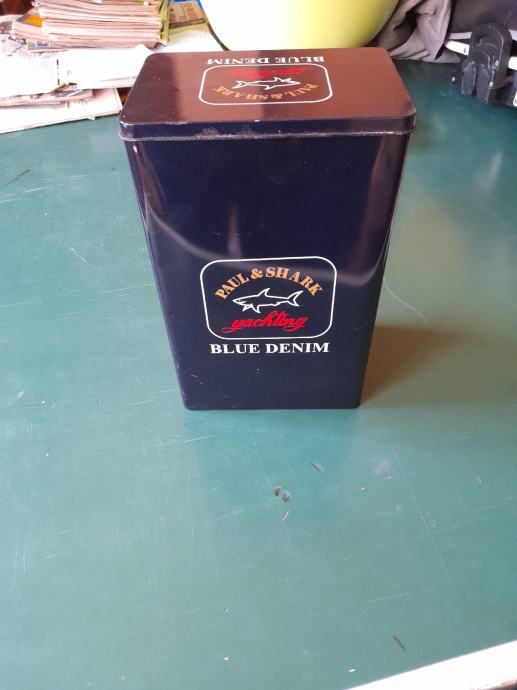 BLUE DENIM
yachting
PAUL & SHARK
PAUL & SHARK
yachting
BLUE DENIM